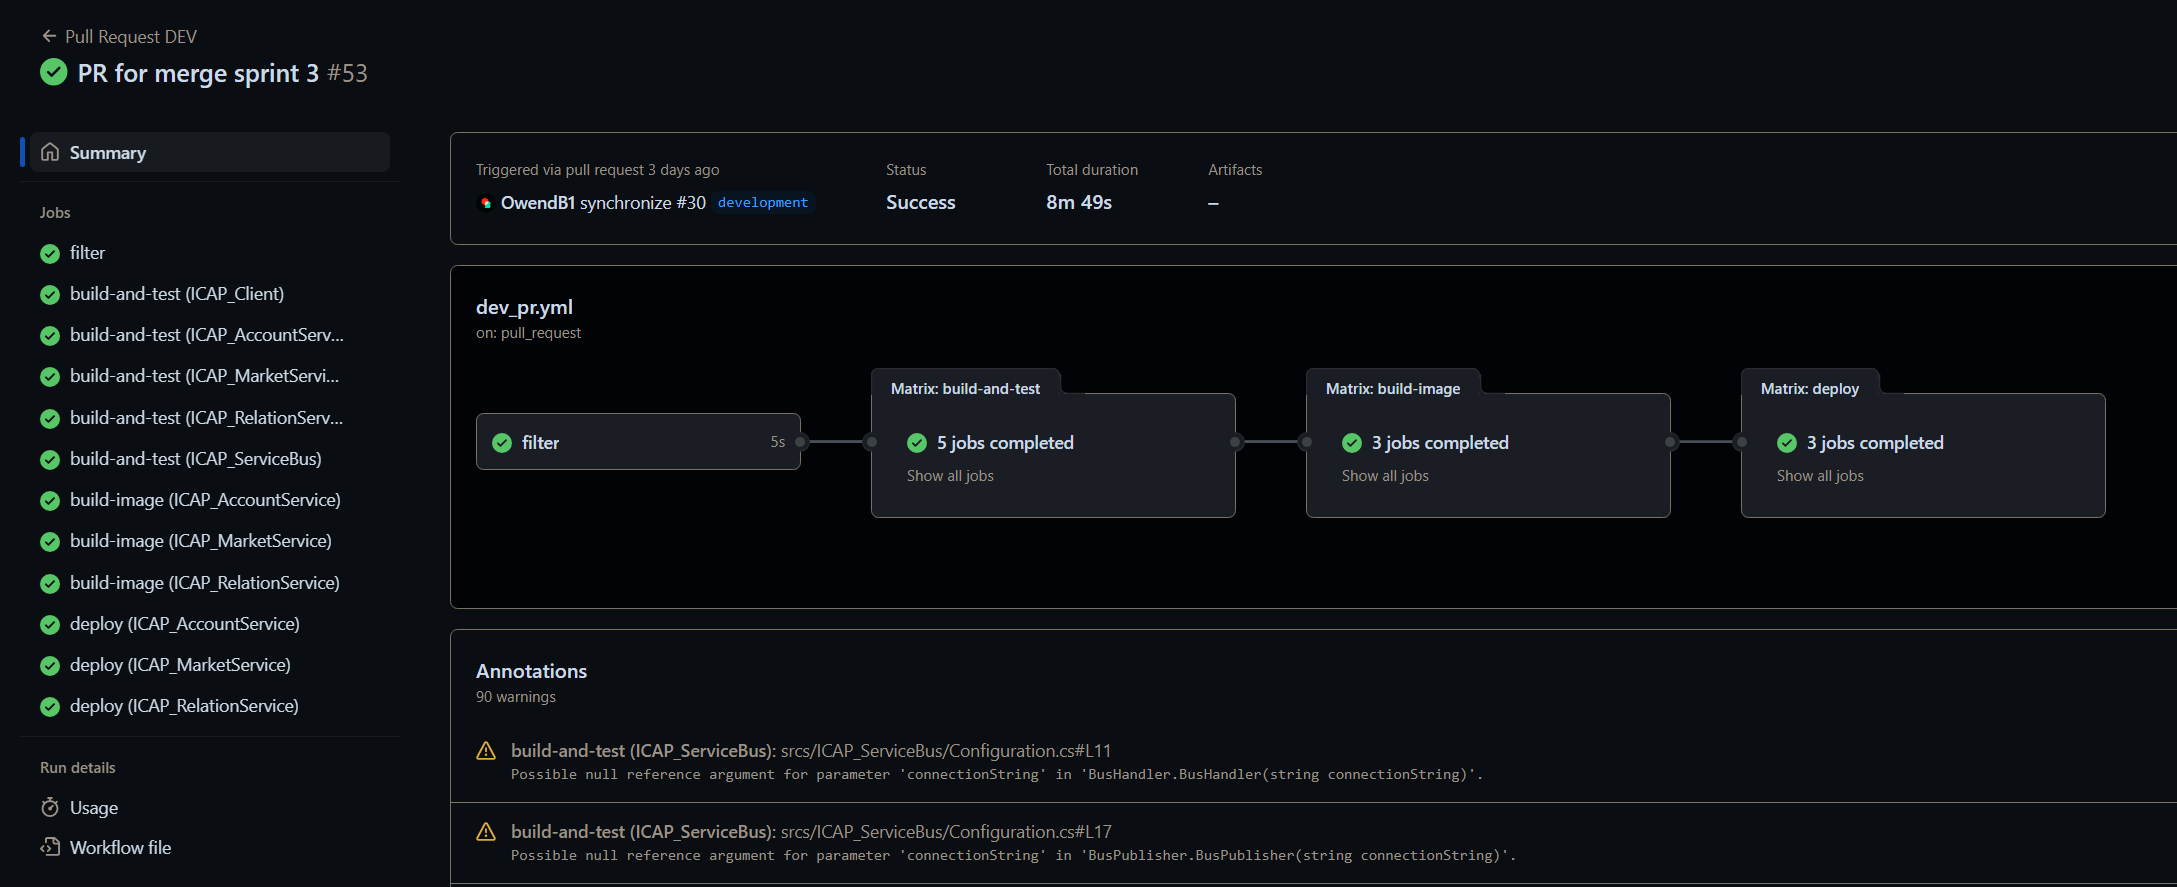 Pull Request DEV
PR for merge sprint 3 #53
Summary
Jobs
filter
build-and-test (ICAP_Client)
build-and-test (ICAP_AccountServ...
build-and-test (ICAP_MarketServi...
build-and-test (ICAP_RelationServ...
build-and-test (ICAP_ServiceBus)
build-image (ICAP_AccountService)
build-image (ICAP_MarketService)
build-image (ICAP_RelationService)
deploy (ICAP_AccountService)
deploy (ICAP_MarketService)
deploy (ICAP_RelationService)
Run details
Usage
Workflow file
Triggered via pull request 3 days ago
OwendB1 synchronize #30 development
Status
Success
Total duration
8m 49s
Artifacts
–
dev_pr.yml
on: pull_request
filter 5s
Matrix: build-and-test
5 jobs completed
Show all jobs
Matrix: build-image
3 jobs completed
Show all jobs
Matrix: deploy
3 jobs completed
Show all jobs
Annotations
90 warnings
build-and-test (ICAP_ServiceBus): srcs/ICAP_ServiceBus/Configuration.cs#L11
Possible null reference argument for parameter 'connectionString' in 'BusHandler.BusHandler(string connectionString)'.
build-and-test (ICAP_ServiceBus): srcs/ICAP_ServiceBus/Configuration.cs#L17
Possible null reference argument for parameter 'connectionString' in 'BusPublisher.BusPublisher(string connectionString)'.